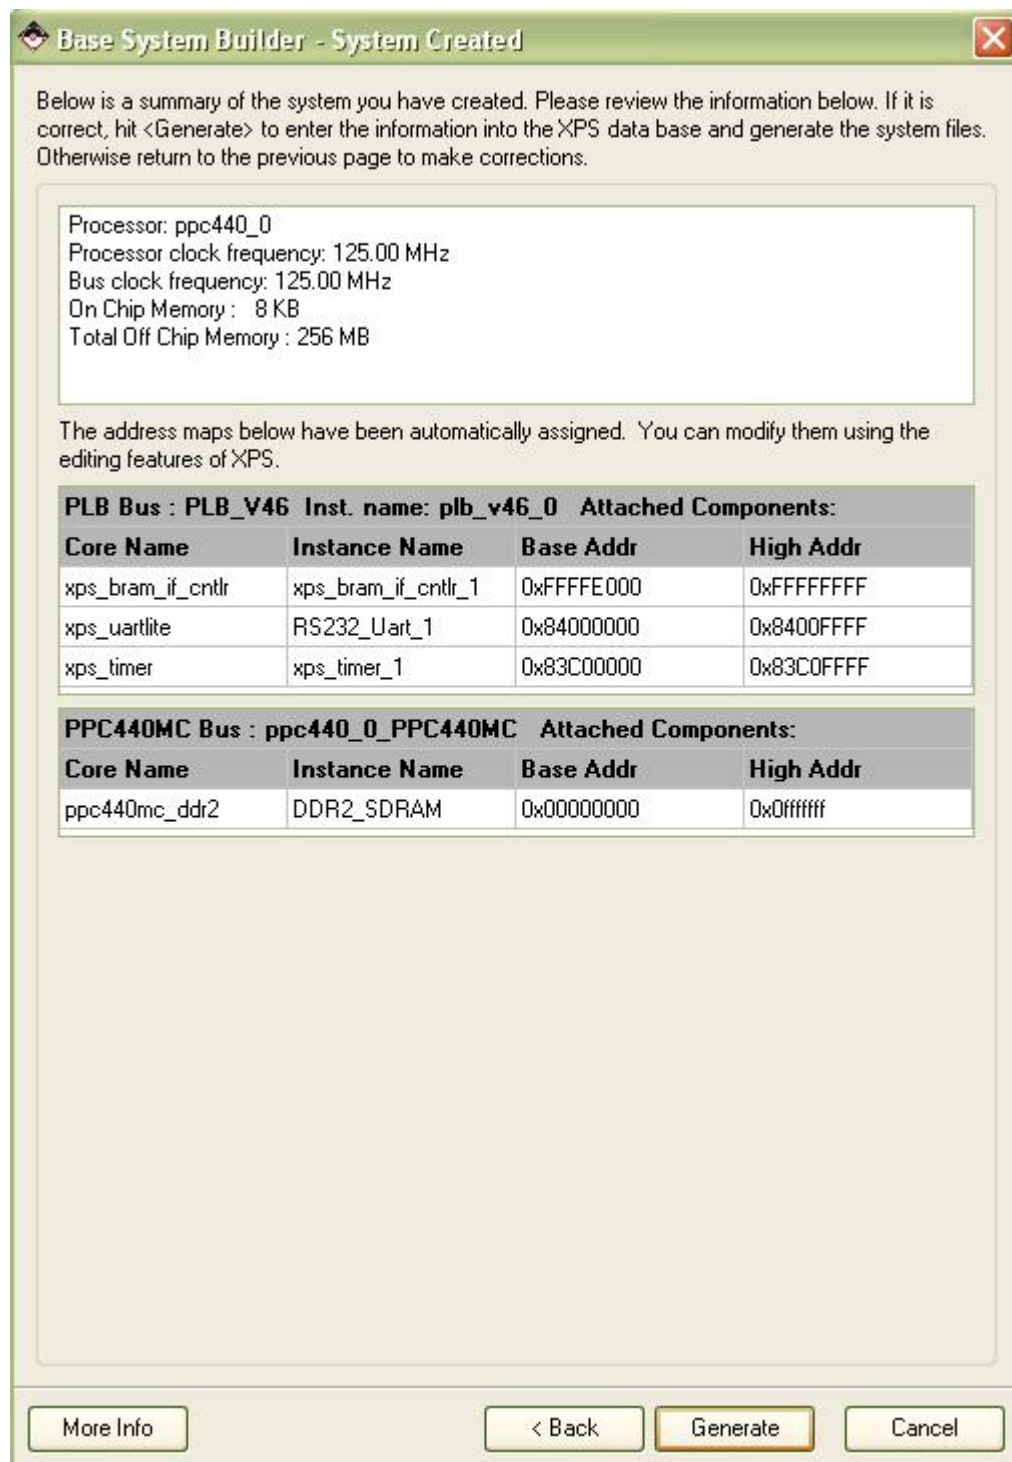 Base System Builder - System Created
Below is a summary of the system you have created. Please review the information below. If it is
correct, hit <Generate> to enter the information into the XPS data base and generate the system files.
Otherwise return to the previous page to make corrections.
Processor: ppc440_0
Processor clock frequency: 125.00 MHz
Bus clock frequency: 125.00 MHz
On Chip Memory :   8 KB
Total Off Chip Memory : 256 MB
The address maps below have been automatically assigned.  You can modify them using the
editing features of XPS.
PLB Bus : PLB_V46  Inst. name: plb_v46_0   Attached Components:
Core Name Instance Name Base Addr High Addr
xps_bram_if_cntlr xps_bram_if_cntlr_1 0xFFFFE000 0xFFFFFFFF
xps_uartlite RS232_Uart_1 0x84000000 0x8400FFFF
xps_timer xps_timer_1 0x83C00000 0x83C0FFFF
PPC440MC Bus : ppc440_0_PPC440MC   Attached Components:
Core Name Instance Name Base Addr High Addr
ppc440mc_ddr2 DDR2_SDRAM 0x00000000 0x0fffffff
More Info < Back Generate Cancel